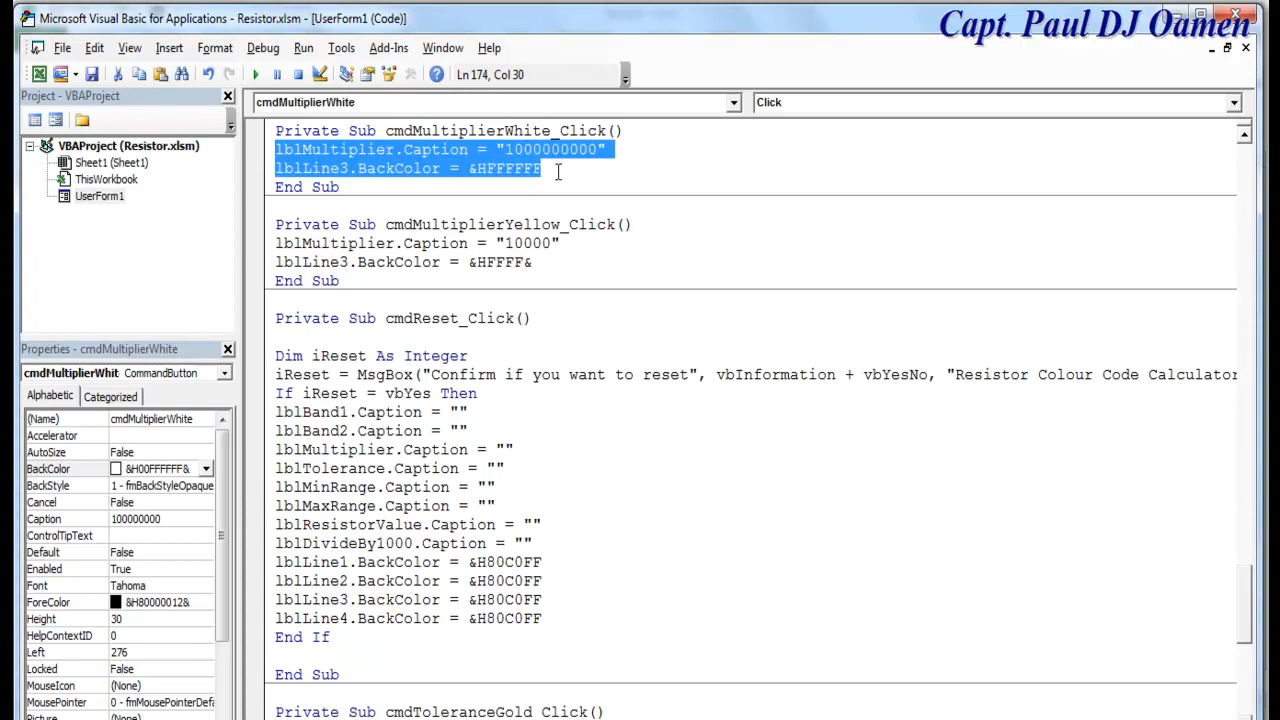 Microsoft Visual Basic for Applications - Resistor.xlsm - [UserForm1 (Code)]
Capt. Paul DJ Oamen
File Edit View Insert Format Debug Run Tools Add-Ins Window Help
Ln 174, Col 30
Project - VBAProject
VBAProject (Resistor.xlsm)
Sheet1 (Sheet1)
ThisWorkbook
UserForm1
Properties - cmdMultiplierWhite
cmdMultiplierWhit CommandButton
Alphabetic Categorized
(Name) cmdMultiplierWhite
Accelerator
AutoSize False
BackColor &H00FFFFFF&
BackStyle 1 - fmBackStyleOpaque
Cancel False
Caption 100000000
ControlTipText
Default False
Enabled True
Font Tahoma
ForeColor &H80000012&
Height 30
HelpContextID 0
Left 276
Locked False
MouseIcon (None)
MousePointer 0 - fmMousePointerDefa
Picture (None)
cmdMultiplierWhite Click
Private Sub cmdMultiplierWhite_Click()
lblMultiplier.Caption = "1000000000"
lblLine3.BackColor = &HFFFFFF
End Sub
Private Sub cmdMultiplierYellow_Click()
lblMultiplier.Caption = "10000"
lblLine3.BackColor = &HFFFF&
End Sub
Private Sub cmdReset_Click()
Dim iReset As Integer
iReset = MsgBox("Confirm if you want to reset", vbInformation + vbYesNo, "Resistor Colour Code Calculator
If iReset = vbYes Then
lblBand1.Caption = ""
lblBand2.Caption = ""
lblMultiplier.Caption = ""
lblTolerance.Caption = ""
lblMinRange.Caption = ""
lblMaxRange.Caption = ""
lblResistorValue.Caption = ""
lblDivideBy1000.Caption = ""
lblLine1.BackColor = &H80C0FF
lblLine2.BackColor = &H80C0FF
lblLine3.BackColor = &H80C0FF
lblLine4.BackColor = &H80C0FF
End If
End Sub
Private Sub cmdToleranceGold_Click()